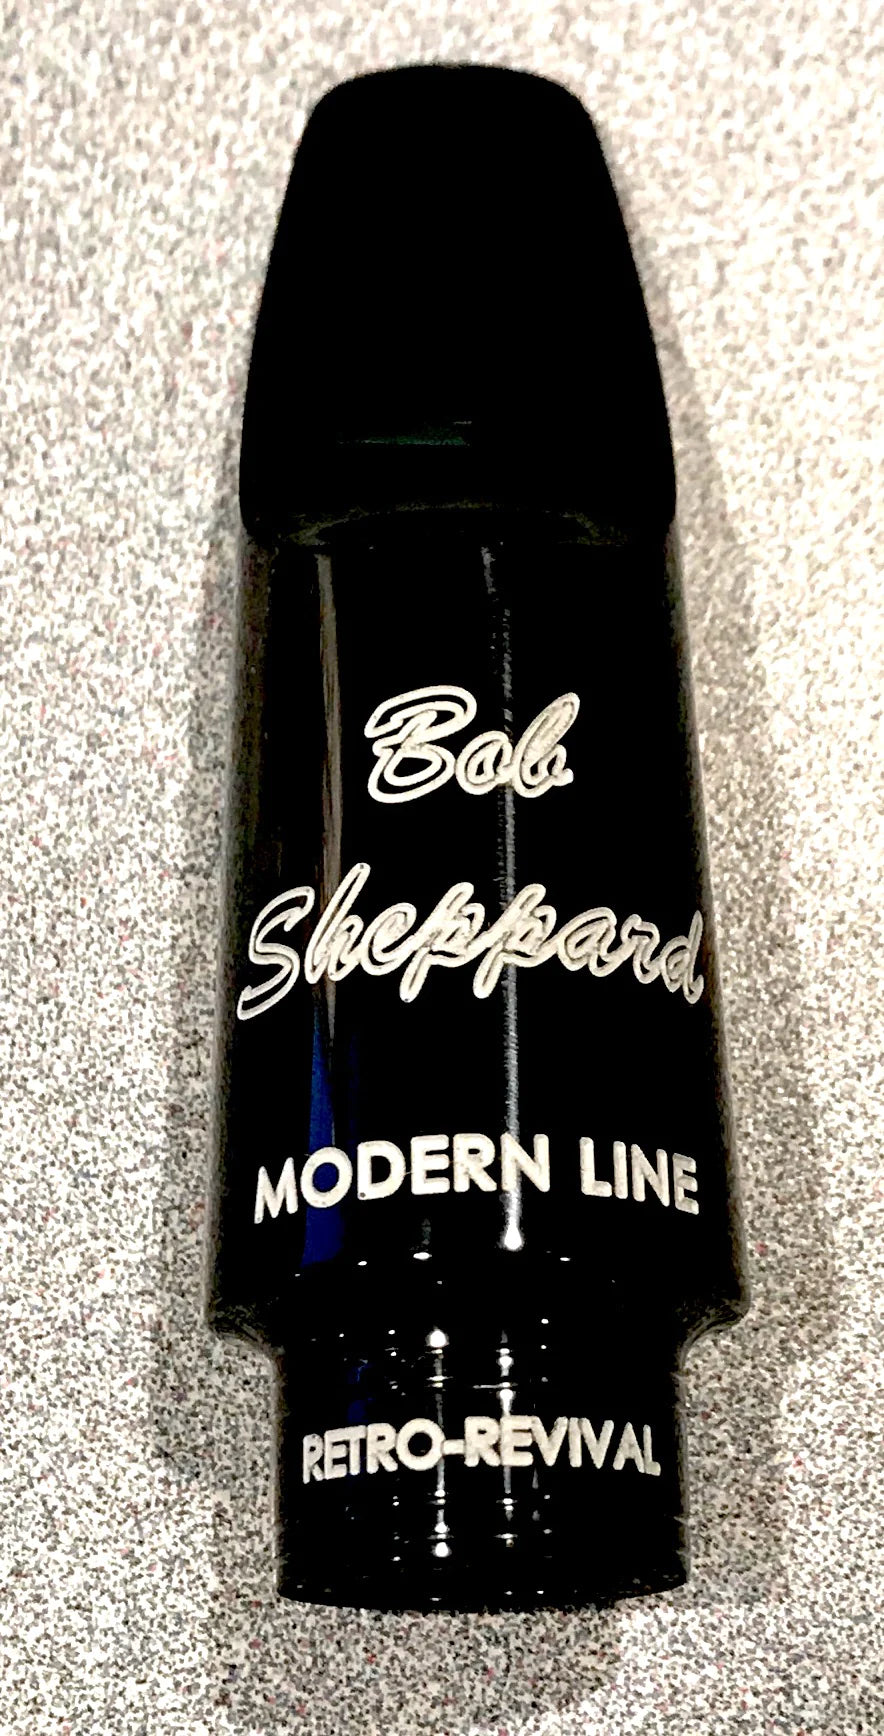 Bob
Sheppard
MODERN LINE
RETRO-REVIVAL